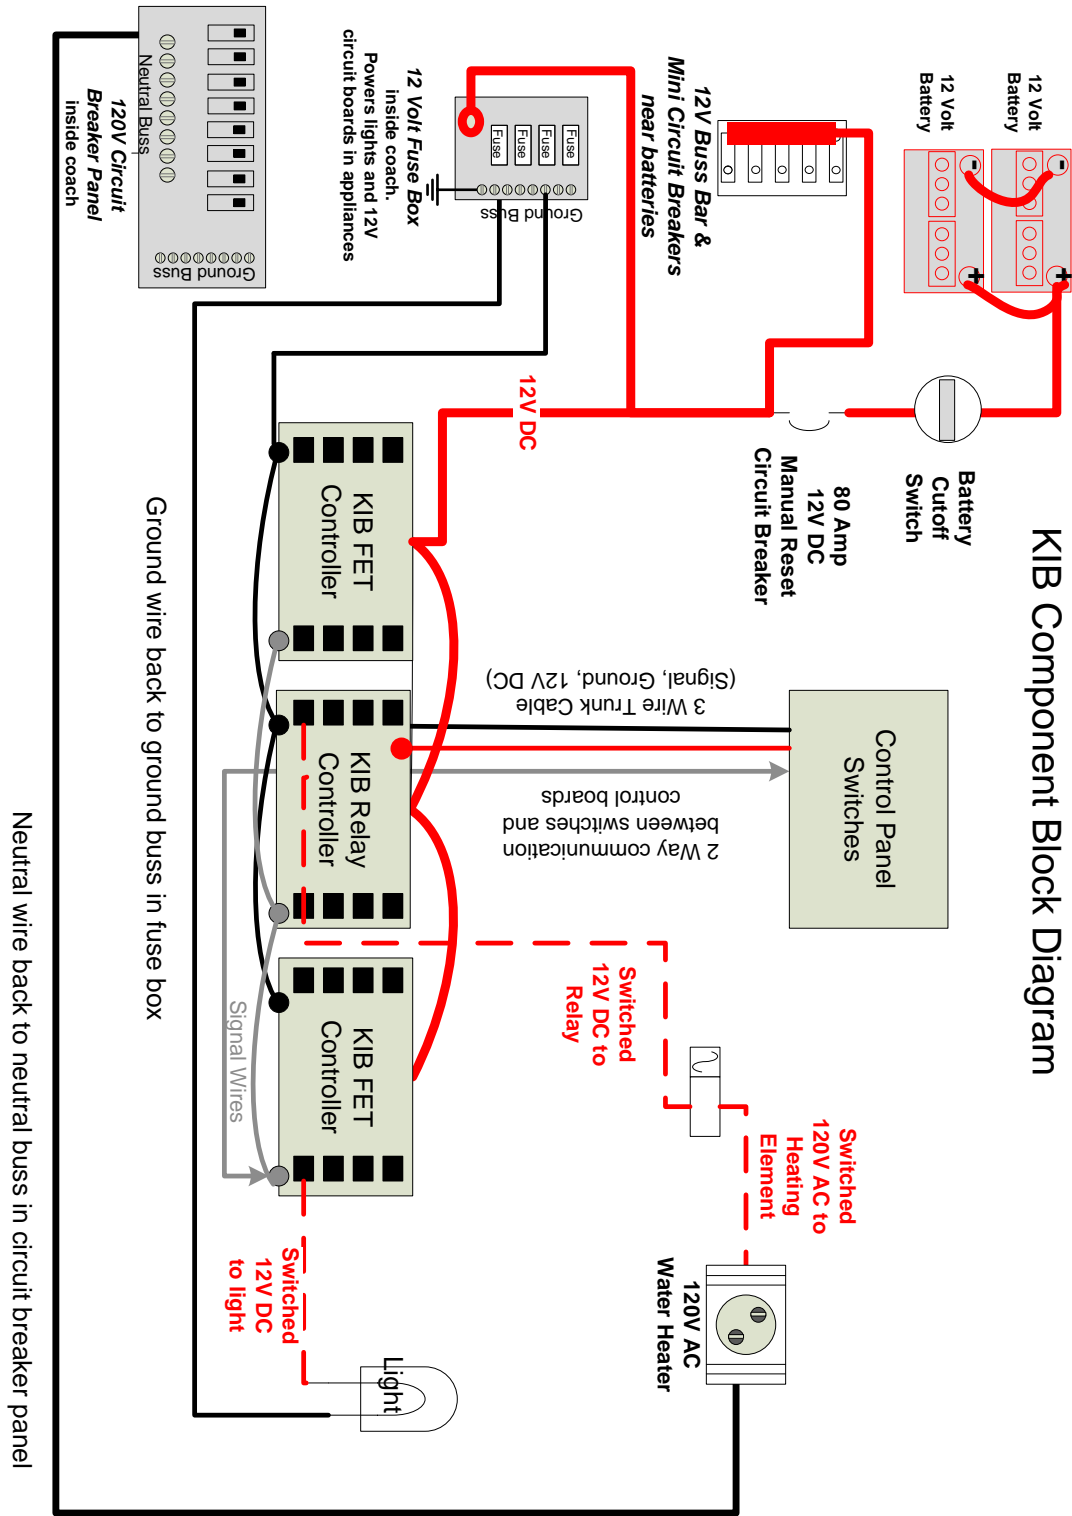 KIB Component Block Diagram
12 Volt
Battery
12 Volt
Battery
-
+
-
+
Battery
Cutoff
Switch
80 Amp
12V DC
Manual Reset
Circuit Breaker
12V Buss Bar &
Mini Circuit Breakers
near batteries
12 Volt Fuse Box
inside coach.
Powers lights and 12V
circuit boards in appliances
Fuse
Fuse
Fuse
Fuse
Ground Buss
120V Circuit
Breaker Panel
inside coach
Neutral Buss
Ground Buss
12V DC
KIB FET
Controller
KIB Relay
Controller
KIB FET
Controller
Control Panel
Switches
3 Wire Trunk Cable
(Signal, Ground, 12V DC)
2 Way communication
between switches and
control boards
Signal Wires
Switched
12V DC to
Relay
Switched
120V AC to
Heating
Element
120V AC
Water Heater
Switched
12V DC
to light
Light
Ground wire back to ground buss in fuse box
Neutral wire back to neutral buss in circuit breaker panel